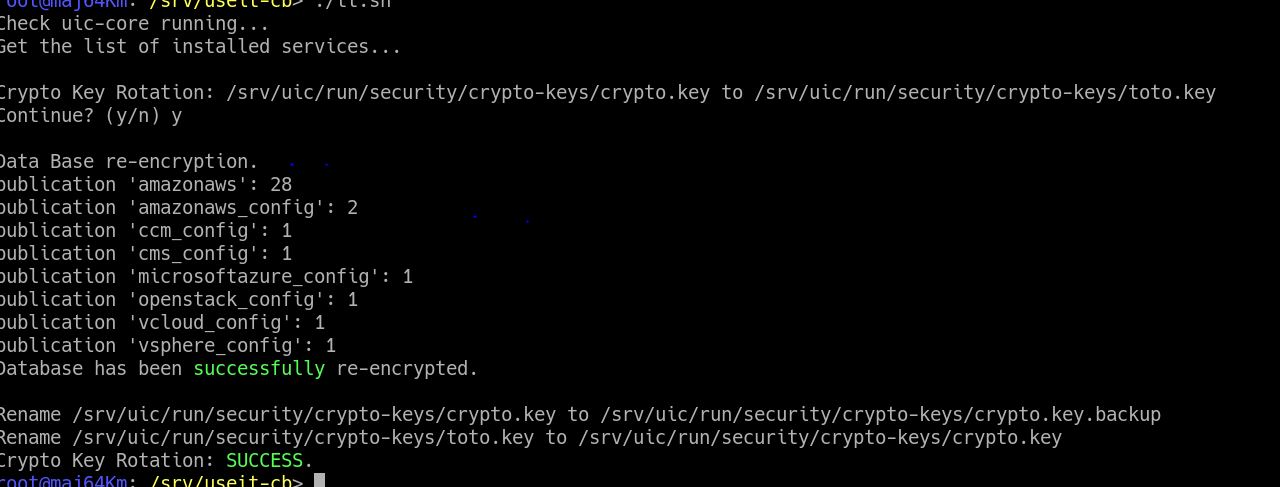 root@maj64Km: /srv/useit-cb> ./tt.sh
Check uic-core running...
Get the list of installed services...
Crypto Key Rotation: /srv/uic/run/security/crypto-keys/crypto.key to /srv/uic/run/security/crypto-keys/toto.key
Continue? (y/n) y
Data Base re-encryption.
publication 'amazonaws': 28
publication 'amazonaws_config': 2
publication 'ccm_config': 1
publication 'cms_config': 1
publication 'microsoftazure_config': 1
publication 'openstack_config': 1
publication 'vcloud_config': 1
publication 'vsphere_config': 1
Database has been successfully re-encrypted.
Rename /srv/uic/run/security/crypto-keys/crypto.key to /srv/uic/run/security/crypto-keys/crypto.key.backup
Rename /srv/uic/run/security/crypto-keys/toto.key to /srv/uic/run/security/crypto-keys/crypto.key
Crypto Key Rotation: SUCCESS.
root@maj64Km: /srv/useit-cb>